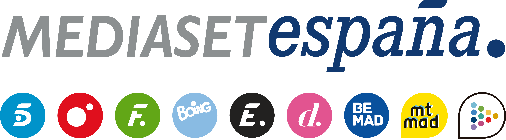 MEDIASETespaña.
5 F. BOiNG E. d. BE MAD mt mad